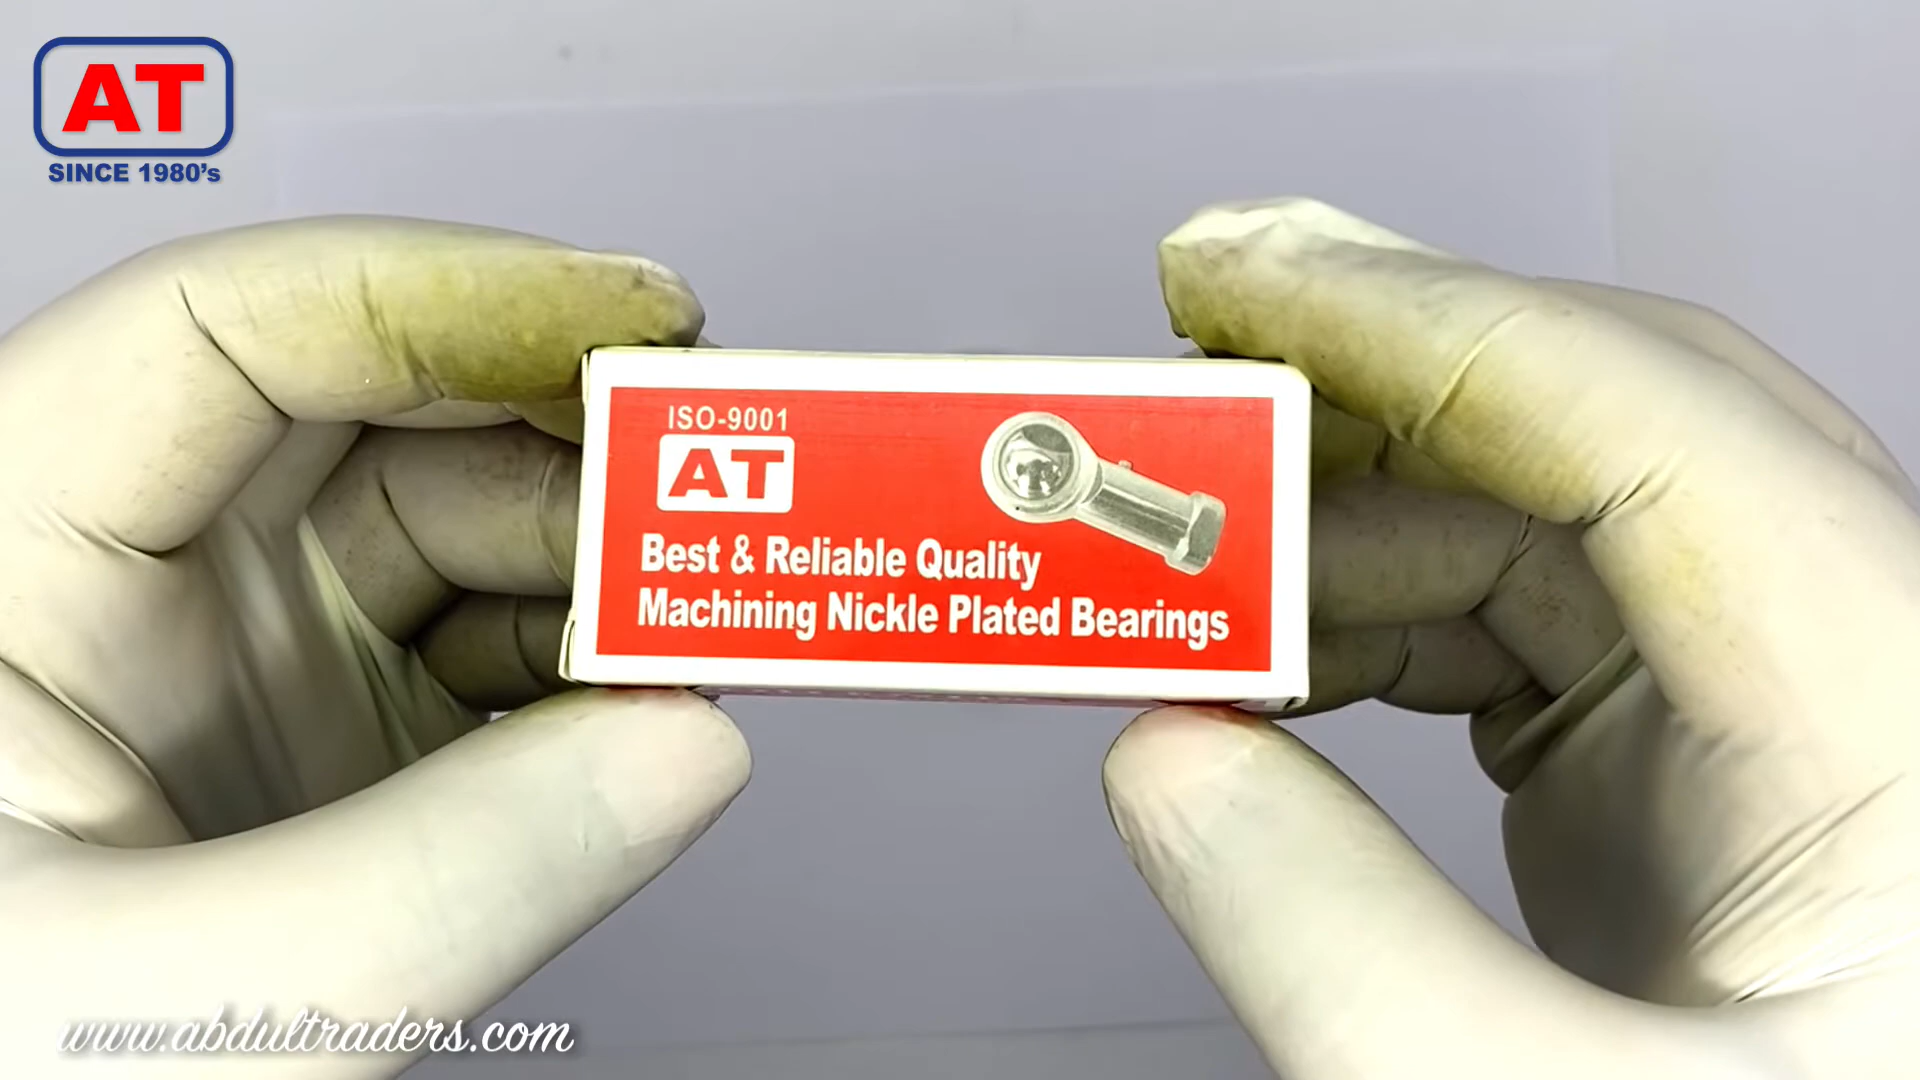 AT
SINCE 1980's
ISO-9001
AT
Best & Reliable Quality
Machining Nickle Plated Bearings
www.abdultraders.com